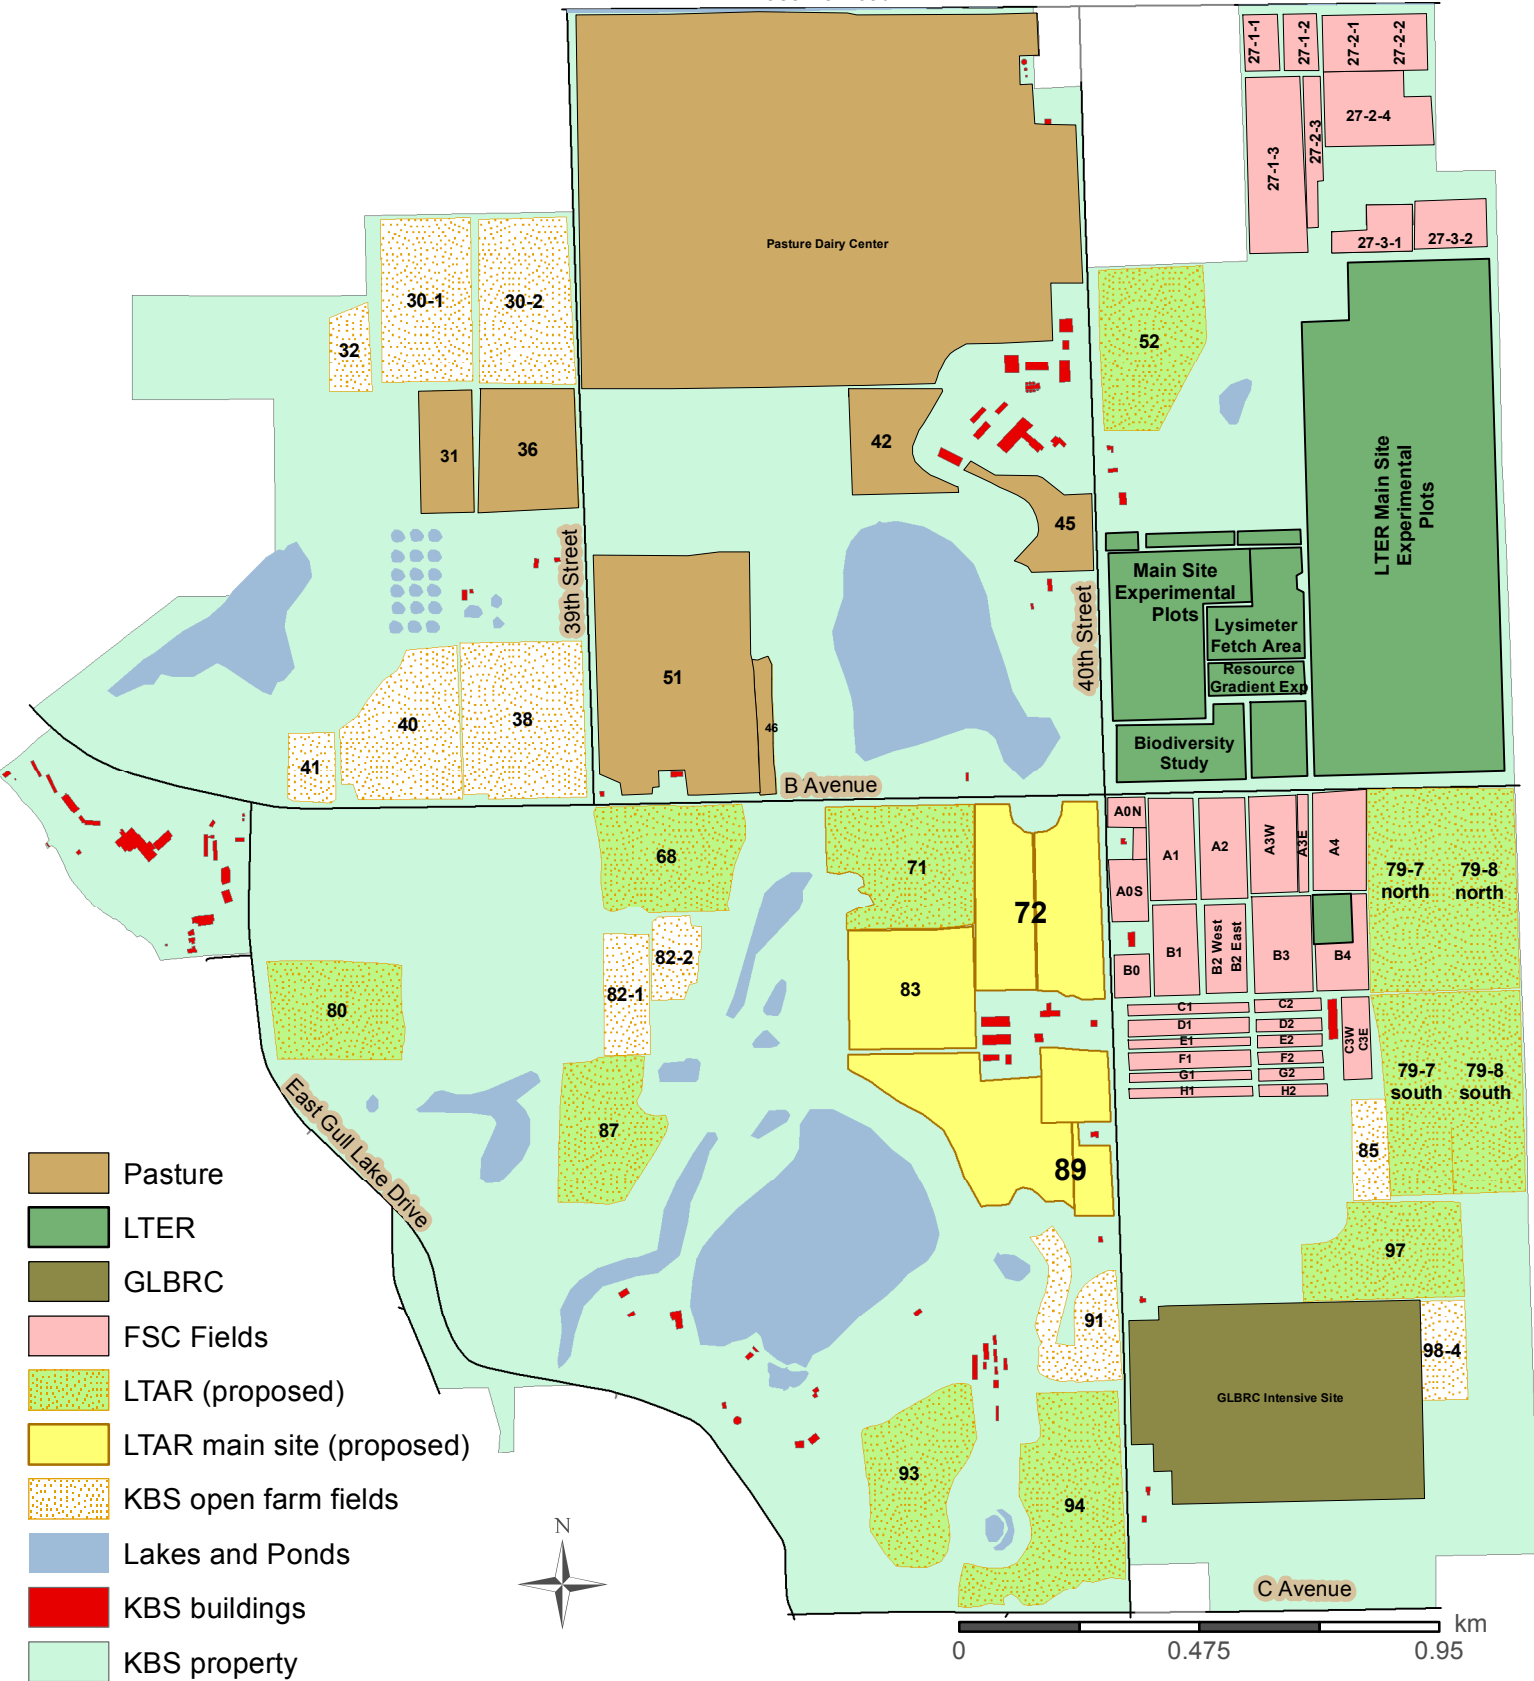 27-1-1
27-1-2
27-2-1
27-2-2
27-2-4
27-2-3
27-1-3
27-3-1
27-3-2
Pasture Dairy Center
30-1
30-2
32
52
31
36
42
45
LTER Main Site
Experimental
Plots
39th Street
40th Street
Main Site
Experimental
Plots
Lysimeter
Fetch Area
Resource
Gradient Exp
Biodiversity
Study
51
46
40
38
41
B Avenue
68
71
72
A0N
A0S
A1
A2
A3W
A3E
A4
79-7
north
79-8
north
82-2
82-1
83
80
B0
B1
B2 West
B2 East
B3
B4
C1
C2
D1
D2
E1
E2
F1
F2
G1
G2
H1
H2
C3W
C3E
79-7
south
79-8
south
87
89
85
East Gull Lake Drive
97
91
98-4
GLBRC Intensive Site
93
94
Pasture
LTER
GLBRC
FSC Fields
LTAR (proposed)
LTAR main site (proposed)
KBS open farm fields
Lakes and Ponds
KBS buildings
KBS property
N
C Avenue
km
0
0.475
0.95